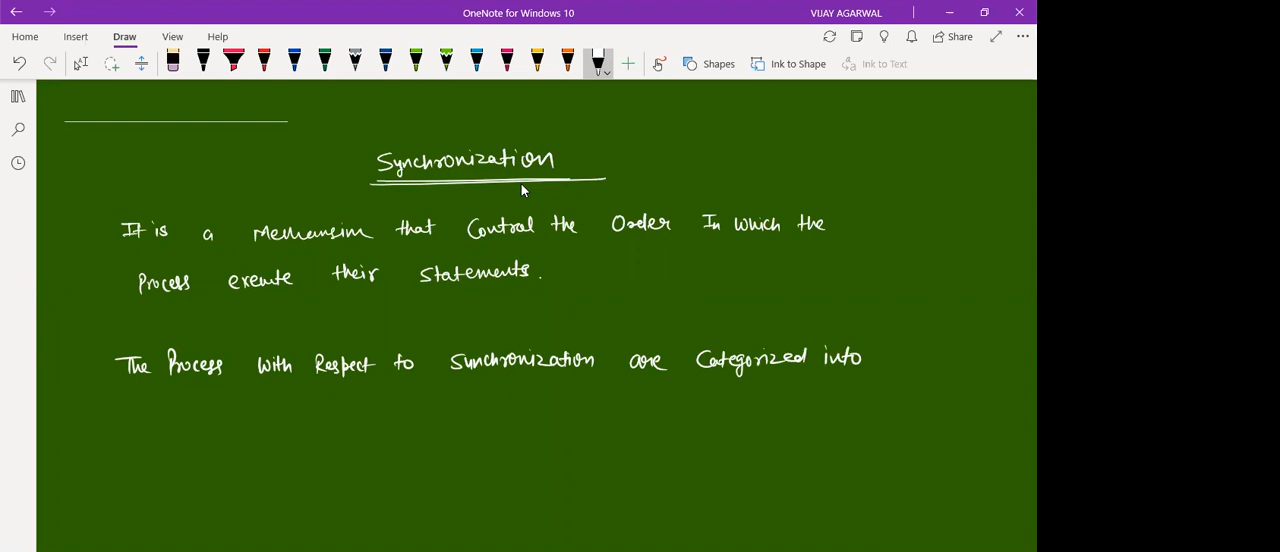 OneNote for Windows 10
VIJAY AGARWAL
Home Insert Draw View Help
Share
Shapes Ink to Shape Ink to Text
Synchronization
It is a Mechanism that Control the Order In Which the
Process execute their Statements.
The Process With Respect to Synchronization are Categorized into